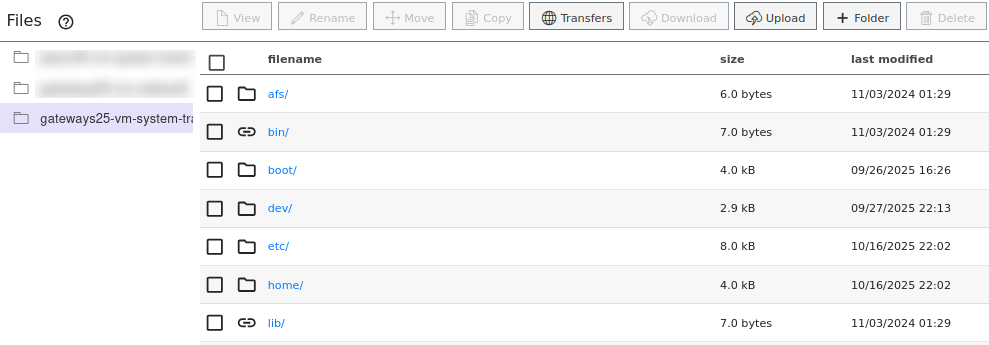 Files
View Rename Move Copy Transfers Download Upload Folder Delete
gateways25-vm-system-tra
filename size last modified
afs/ 6.0 bytes 11/03/2024 01:29
bin/ 7.0 bytes 11/03/2024 01:29
boot/ 4.0 kB 09/26/2025 16:26
dev/ 2.9 kB 09/27/2025 22:13
etc/ 8.0 kB 10/16/2025 22:02
home/ 4.0 kB 10/16/2025 22:02
lib/ 7.0 bytes 11/03/2024 01:29